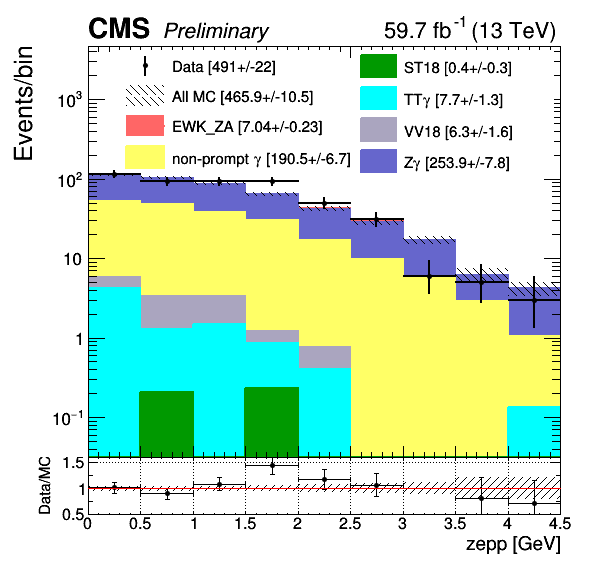 CMS Preliminary 59.7 fb⁻¹ (13 TeV)
Events/bin
Data [491+/-22]
All MC [465.9+/-10.5]
EWK_ZA [7.04+/-0.23]
non-prompt γ [190.5+/-6.7]
ST18 [0.4+/-0.3]
TTγ [7.7+/-1.3]
VV18 [6.3+/-1.6]
Zγ [253.9+/-7.8]
10³
10²
10
1
10⁻¹
Data/MC
1.5
1
0.5
0 0.5 1 1.5 2 2.5 3 3.5 4 4.5
zepp [GeV]